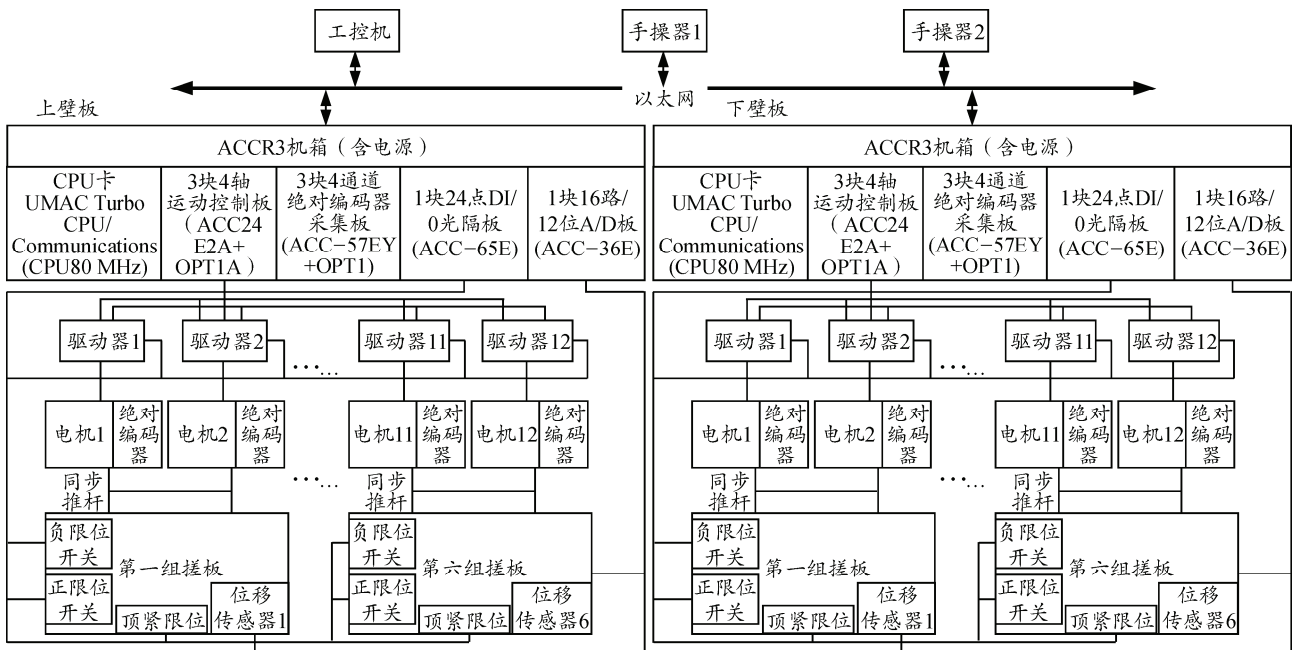 工控机
手操器1
手操器2
以太网
上壁板
下壁板
ACCR3机箱（含电源）
CPU卡
UMAC Turbo
CPU/
Communications
(CPU80 MHz)
3块4轴
运动控制板
（ACC24
E2A+
OPT1A）
3块4通道
绝对编码器
采集板
(ACC-57EY
+OPT1)
1块24点DI/
0光隔板
(ACC-65E)
1块16路/
12位A/D板
(ACC-36E)
ACCR3机箱（含电源）
CPU卡
UMAC Turbo
CPU/
Communications
(CPU80 MHz)
3块4轴
运动控制板
（ACC24
E2A+
OPT1A）
3块4通道
绝对编码器
采集板
(ACC-57EY
+OPT1)
1块24点DI/
0光隔板
(ACC-65E)
1块16路/
12位A/D板
(ACC-36E)
驱动器1
驱动器2
……
驱动器11
驱动器12
驱动器1
驱动器2
……
驱动器11
驱动器12
电机1
绝对
编码
器
电机2
绝对
编码
器
电机11
绝对
编码
器
电机12
绝对
编码
器
电机1
绝对
编码
器
电机2
绝对
编码
器
电机11
绝对
编码
器
电机12
绝对
编码
器
同步
推杆
……
同步
推杆
同步
推杆
……
同步
推杆
负限位
开关
第一组搓板
正限位
开关
顶紧限位
位移
传感器1
负限位
开关
第六组搓板
正限位
开关
顶紧限位
位移
传感器6
负限位
开关
第一组搓板
正限位
开关
顶紧限位
位移
传感器1
负限位
开关
第六组搓板
正限位
开关
顶紧限位
位移
传感器6